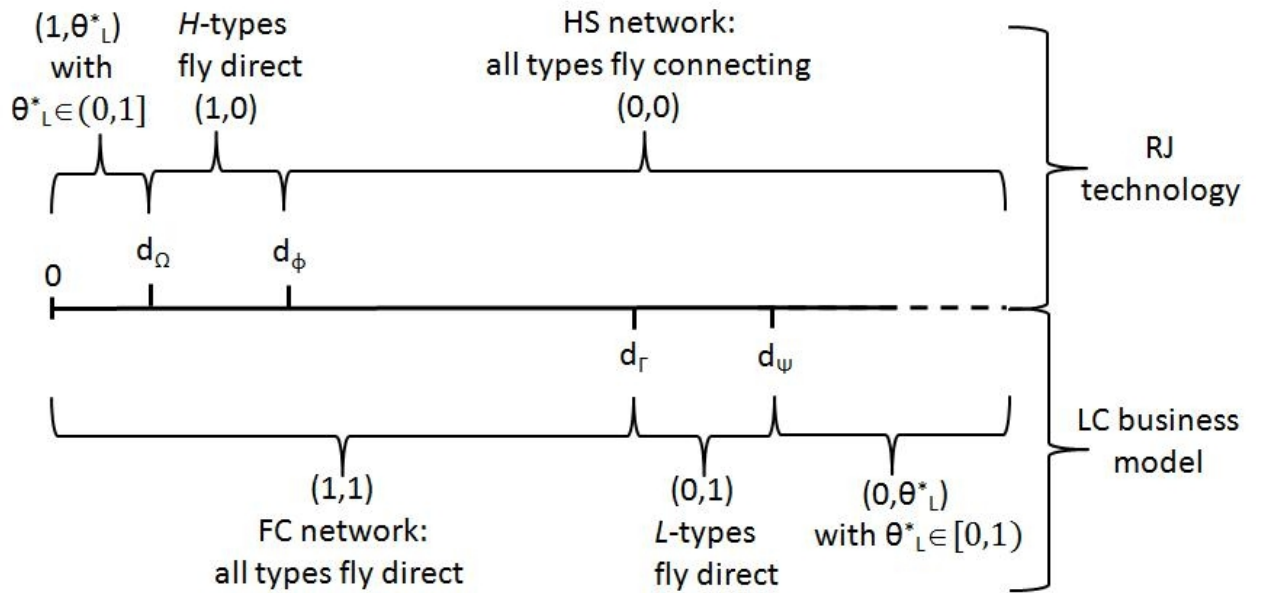 (1,θ*L)
with
θ*L∈(0,1]
H-types
fly direct
(1,0)
HS network:
all types fly connecting
(0,0)
RJ
technology
0
dΩ
dϕ
dΓ
dψ
(1,1)
FC network:
all types fly direct
(0,1)
L-types
fly direct
(0,θ*L)
with θ*L∈[0,1)
LC business
model